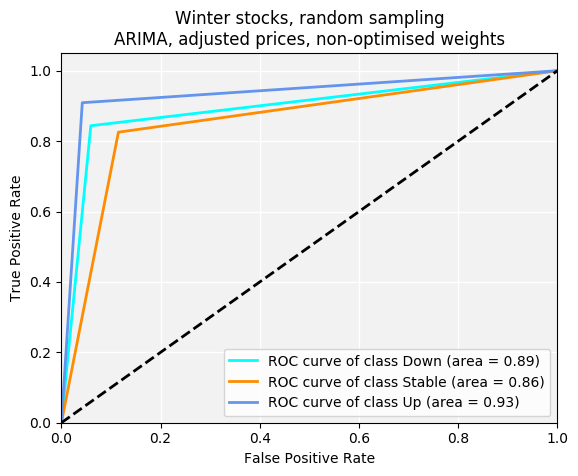 Winter stocks, random sampling
ARIMA, adjusted prices, non-optimised weights
True Positive Rate
1.0
0.8
0.6
0.4
0.2
0.0
ROC curve of class Down (area = 0.89)
ROC curve of class Stable (area = 0.86)
ROC curve of class Up (area = 0.93)
0.0 0.2 0.4 0.6 0.8 1.0
False Positive Rate